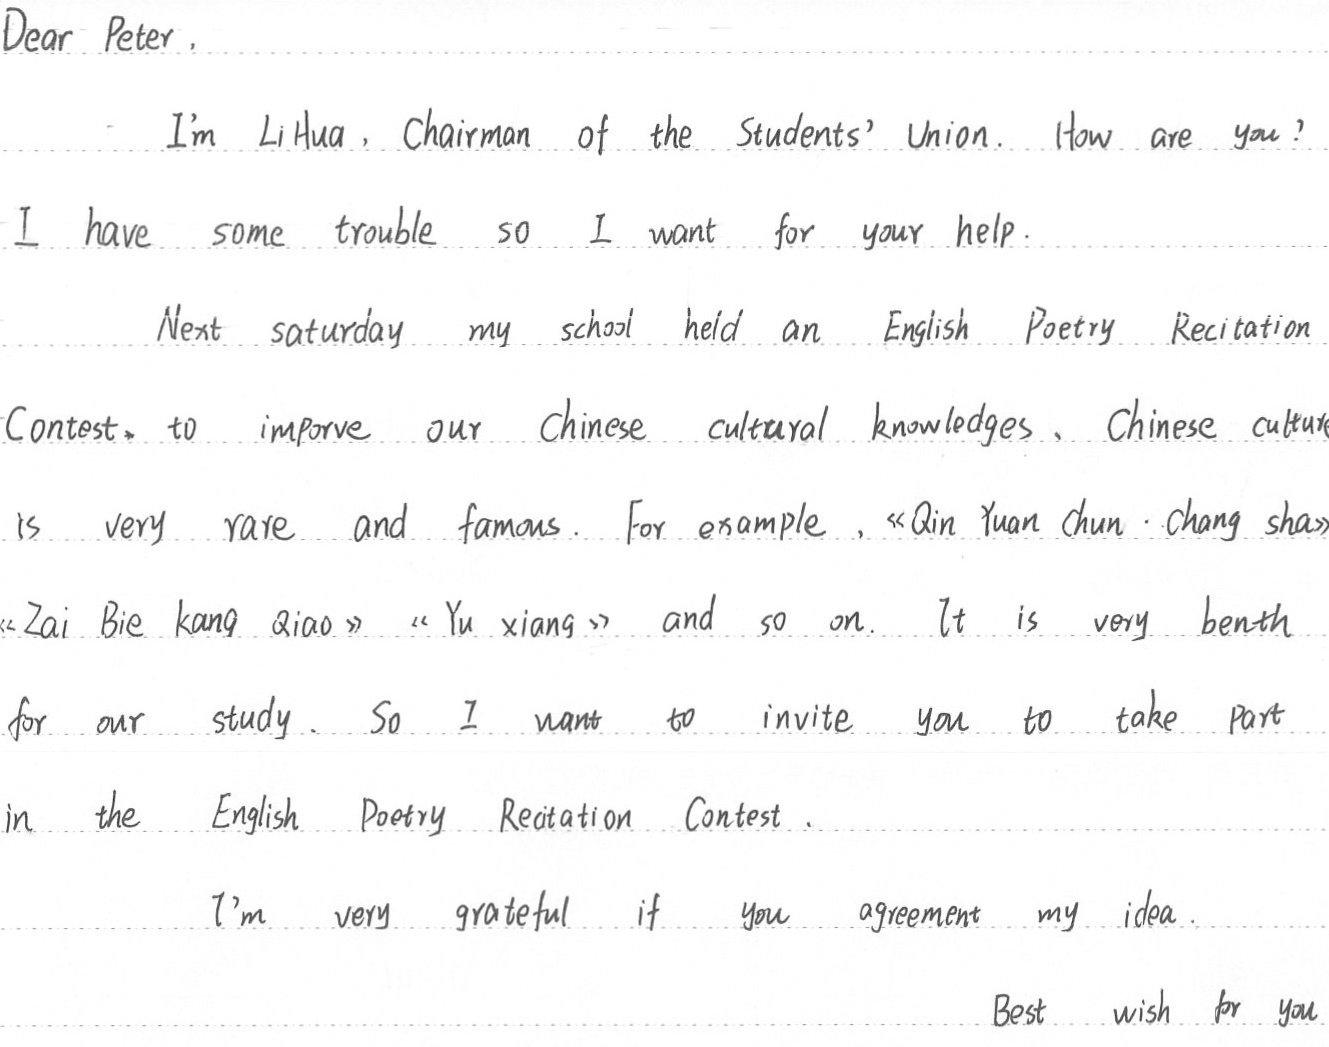 Dear Peter,
I'm Li Hua, Chairman of the Students' Union. How are you?
I have some trouble so I want for your help.
Next saturday my school held an English Poetry Recitation
Contest, to imporve our Chinese cultural knowledges, Chinese culture
is very rare and famous. For example, 《Qin Yuan Chun · Chang sha》
《Zai Bie kang Qiao》 《Yu xiang》 and so on. It is very benth
for our study. So I want to invite you to take part
in the English Poetry Recitation Contest.
I'm very grateful if you agreement my idea.
Best wish for you